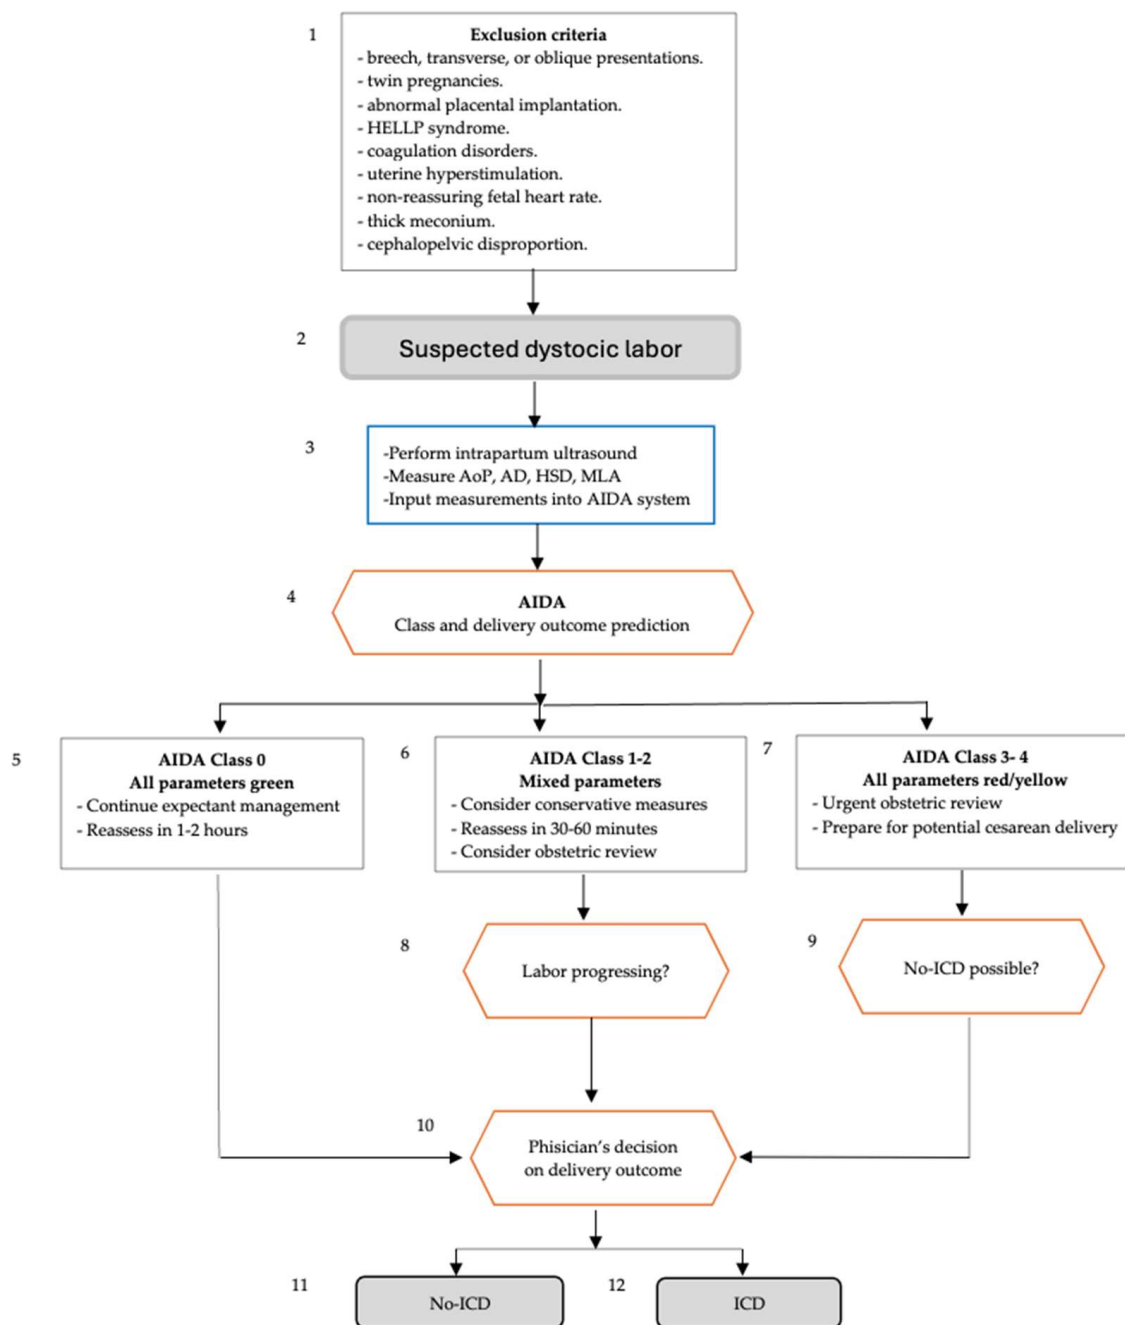 1
Exclusion criteria
- breech, transverse, or oblique presentations.
- twin pregnancies.
- abnormal placental implantation.
- HELLP syndrome.
- coagulation disorders.
- uterine hyperstimulation.
- non-reassuring fetal heart rate.
- thick meconium.
- cephalopelvic disproportion.
2
Suspected dystocic labor
3
-Perform intrapartum ultrasound
-Measure AoP, AD, HSD, MLA
-Input measurements into AIDA system
4
AIDA
Class and delivery outcome prediction
5
AIDA Class 0
All parameters green
- Continue expectant management
- Reassess in 1-2 hours
6
AIDA Class 1-2
Mixed parameters
- Consider conservative measures
- Reassess in 30-60 minutes
- Consider obstetric review
7
AIDA Class 3- 4
All parameters red/yellow
- Urgent obstetric review
- Prepare for potential cesarean delivery
8
Labor progressing?
9
No-ICD possible?
10
Phisician's decision
on delivery outcome
11
No-ICD
12
ICD